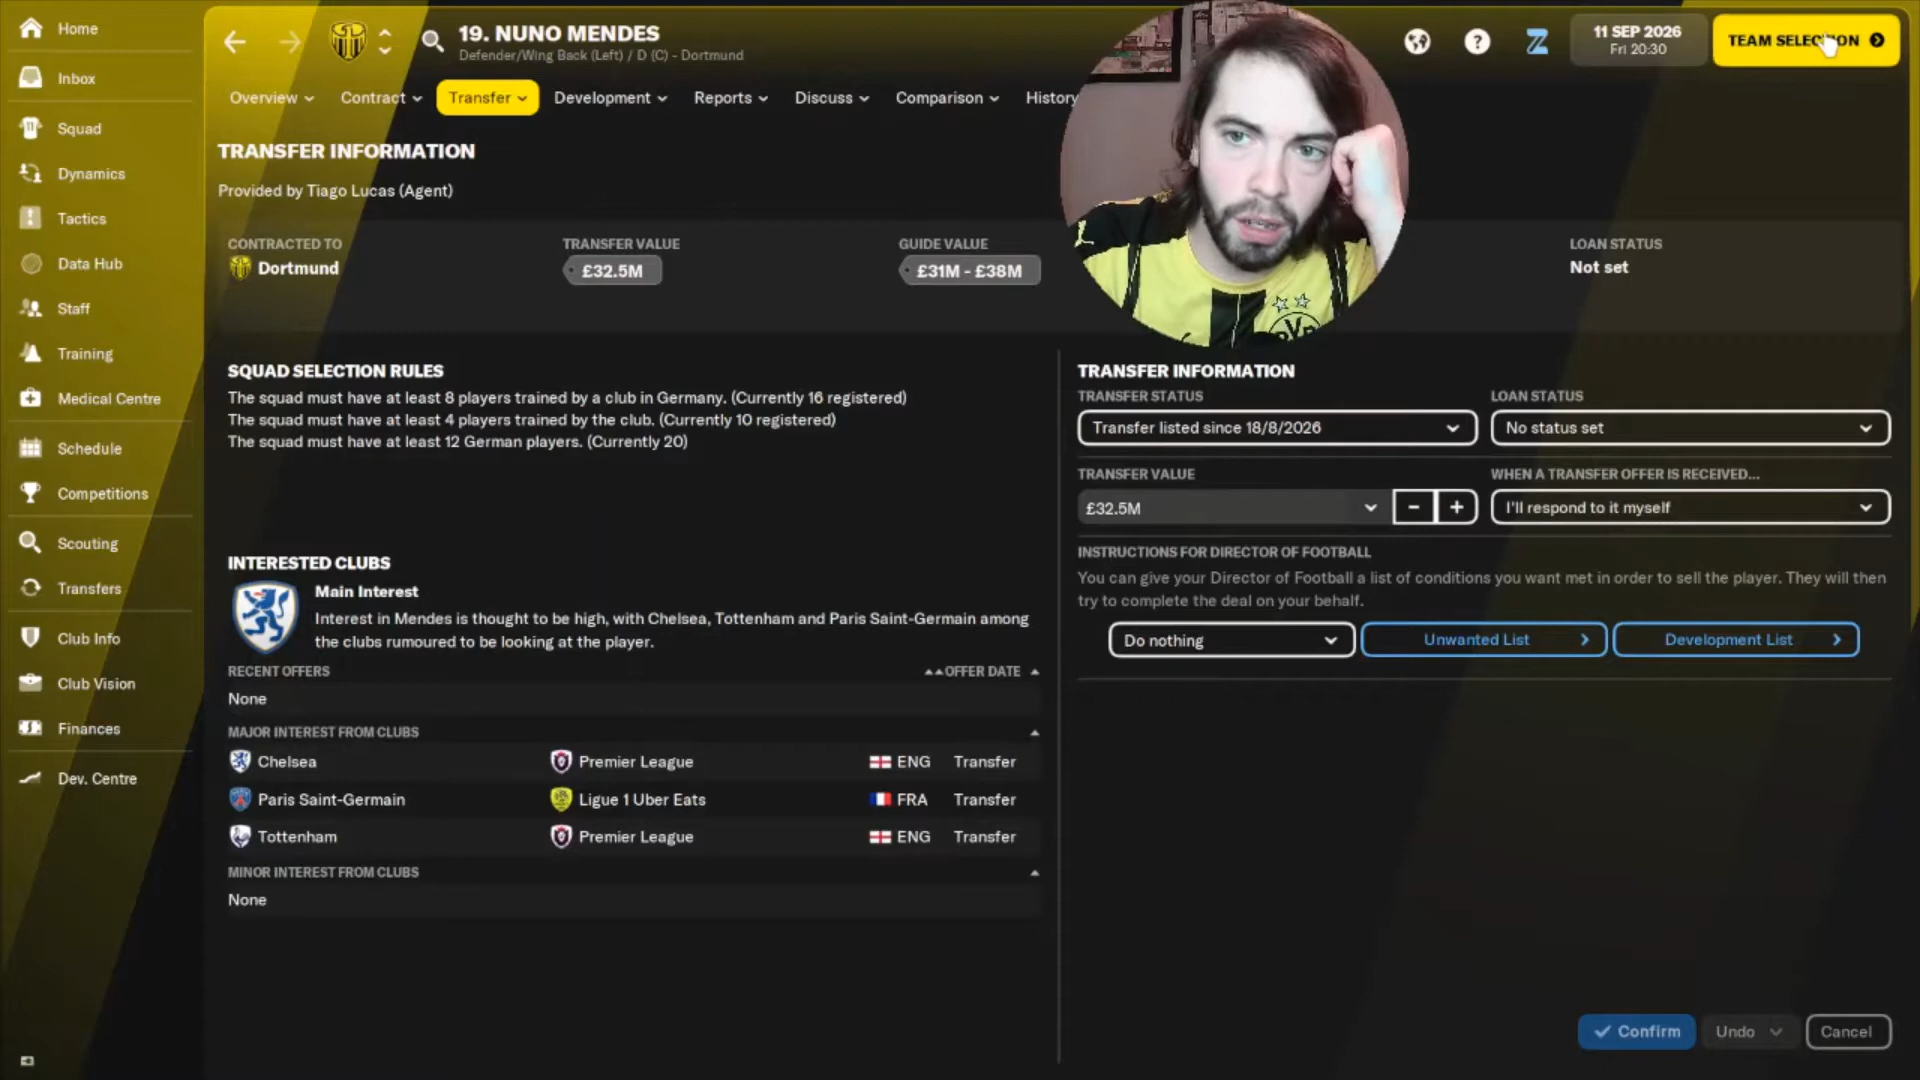 Home
Inbox
Squad
Dynamics
Tactics
Data Hub
Staff
Training
Medical Centre
Schedule
Competitions
Scouting
Transfers
Club Info
Club Vision
Finances
Dev. Centre
19. NUNO MENDES
Defender/Wing Back (Left) / D (C) - Dortmund
11 SEP 2026
Fri 20:30
TEAM SELECTION
Overview
Contract
Transfer
Development
Reports
Discuss
Comparison
History
TRANSFER INFORMATION
Provided by Tiago Lucas (Agent)
CONTRACTED TO
Dortmund
TRANSFER VALUE
£32.5M
GUIDE VALUE
£31M - £38M
LOAN STATUS
Not set
SQUAD SELECTION RULES
The squad must have at least 8 players trained by a club in Germany. (Currently 16 registered)
The squad must have at least 4 players trained by the club. (Currently 10 registered)
The squad must have at least 12 German players. (Currently 20)
INTERESTED CLUBS
Main Interest
Interest in Mendes is thought to be high, with Chelsea, Tottenham and Paris Saint-Germain among
the clubs rumoured to be looking at the player.
RECENT OFFERS OFFER DATE
None
MAJOR INTEREST FROM CLUBS
Chelsea Premier League ENG Transfer
Paris Saint-Germain Ligue 1 Uber Eats FRA Transfer
Tottenham Premier League ENG Transfer
MINOR INTEREST FROM CLUBS
None
TRANSFER INFORMATION
TRANSFER STATUS
Transfer listed since 18/8/2026
LOAN STATUS
No status set
TRANSFER VALUE
£32.5M
- +
WHEN A TRANSFER OFFER IS RECEIVED...
I'll respond to it myself
INSTRUCTIONS FOR DIRECTOR OF FOOTBALL
You can give your Director of Football a list of conditions you want met in order to sell the player. They will then
try to complete the deal on your behalf.
Do nothing
Unwanted List
Development List
Confirm
Undo
Cancel
BVB